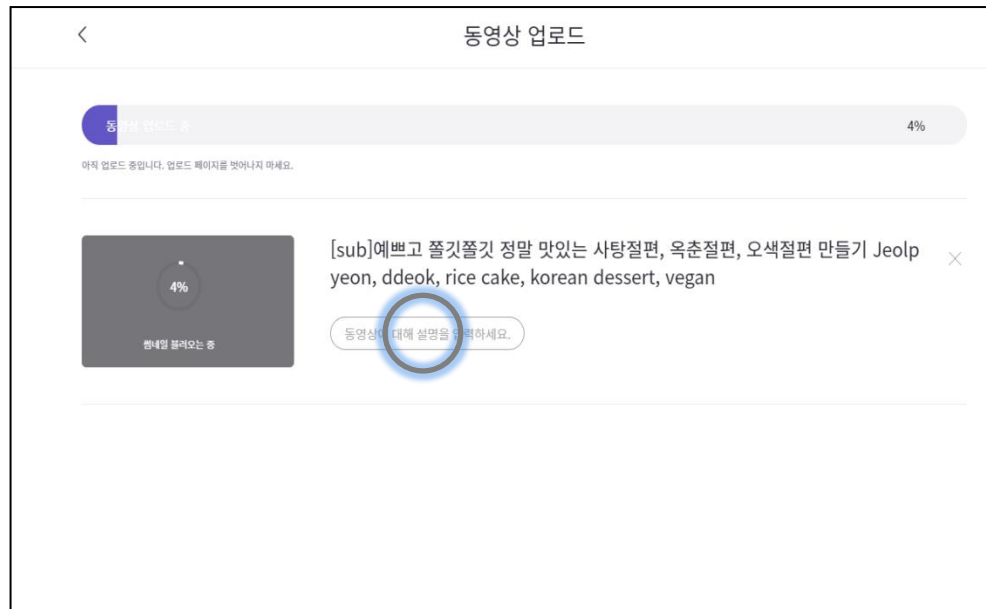 동영상 업로드
동영상 업로드 중
4%
아직 업로드 중입니다. 업로드 페이지를 벗어나지 마세요.
[sub]예쁘고 쫄깃쫄깃 정말 맛있는 사탕절편, 옥춘절편, 오색절편 만들기 Jeolp
yeon, ddeok, rice cake, korean dessert, vegan
4%
썸네일 불러오는 중
동영상에 대해 설명을 입력하세요.